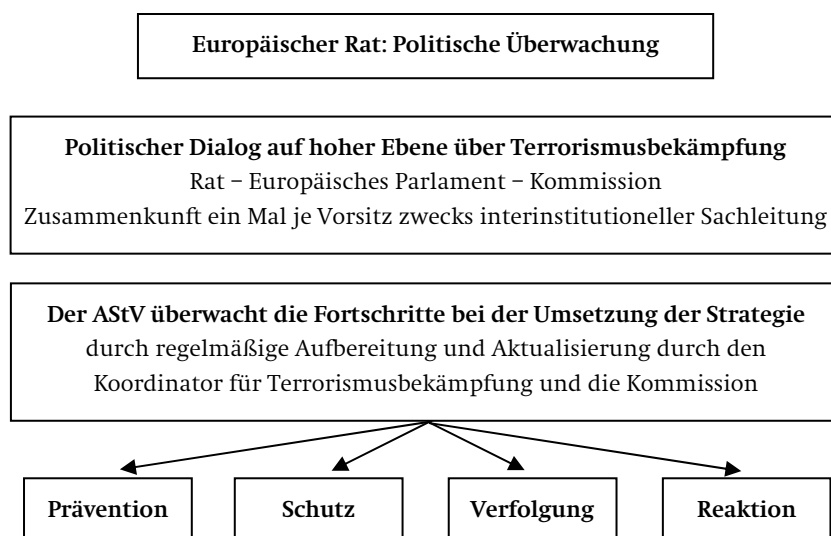 Europäischer Rat: Politische Überwachung
Politischer Dialog auf hoher Ebene über Terrorismusbekämpfung
Rat – Europäisches Parlament – Kommission
Zusammenkunft ein Mal je Vorsitz zwecks interinstitutioneller Sachleitung
Der AStV überwacht die Fortschritte bei der Umsetzung der Strategie
durch regelmäßige Aufbereitung und Aktualisierung durch den
Koordinator für Terrorismusbekämpfung und die Kommission
Prävention
Schutz
Verfolgung
Reaktion